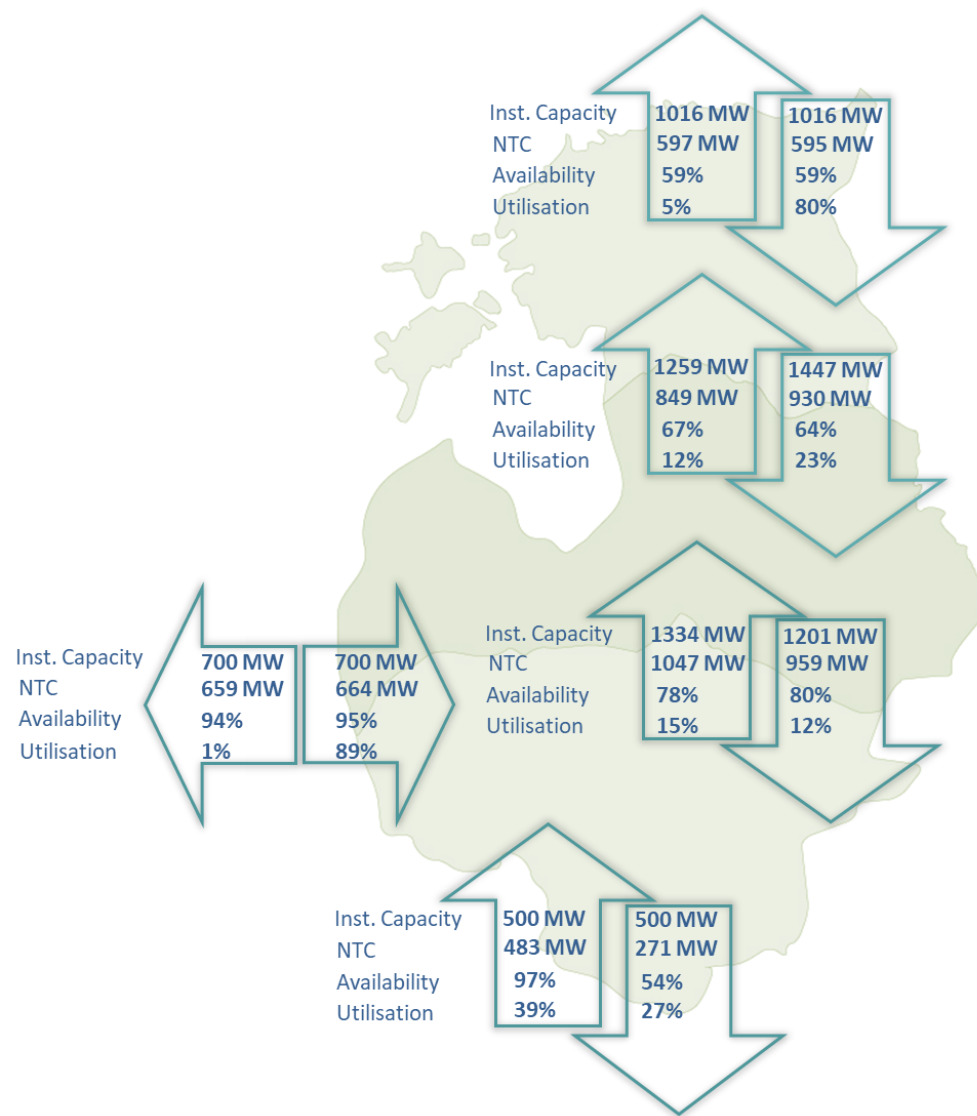 Inst. Capacity 1016 MW 1016 MW
NTC 597 MW 595 MW
Availability 59% 59%
Utilisation 5% 80%
Inst. Capacity 1259 MW 1447 MW
NTC 849 MW 930 MW
Availability 67% 64%
Utilisation 12% 23%
Inst. Capacity 1334 MW 1201 MW
NTC 1047 MW 959 MW
Availability 78% 80%
Utilisation 15% 12%
Inst. Capacity 700 MW 700 MW
NTC 659 MW 664 MW
Availability 94% 95%
Utilisation 1% 89%
Inst. Capacity 500 MW 500 MW
NTC 483 MW 271 MW
Availability 97% 54%
Utilisation 39% 27%